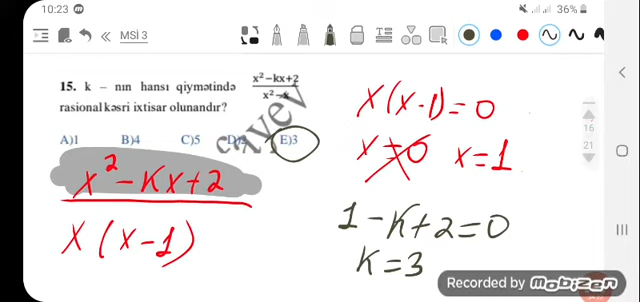 10:23
36%
MSİ 3
15. k – nın hansı qiymətində x²−kx+2 / x²−x
rasional kəsri ixtisar olunandır?
A)1 B)4 C)5 E)3
x² − kx + 2
x (x − 1)
x(x-1) = 0
x = 0 x = 1
1 − k + 2 = 0
k = 3
16
21
Recorded by mobizen